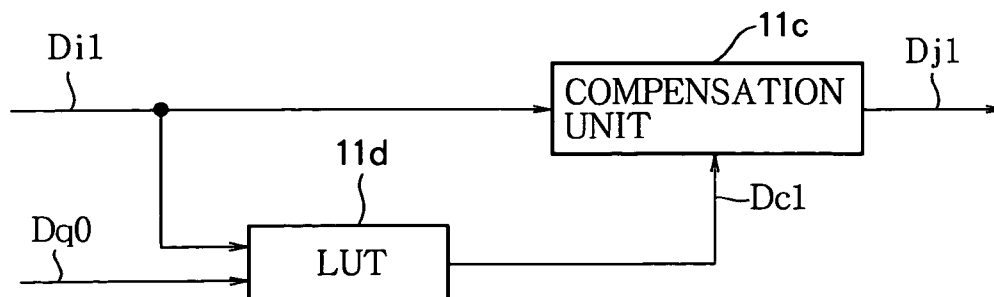 11c
Di1
Dj1
COMPENSATION
UNIT
11d
Dc1
Dq0
LUT